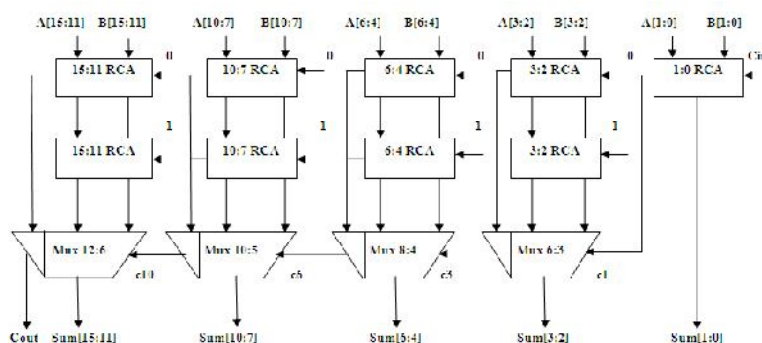 A[15:11] B[15:11] A[10:7] B[10:7] A[6:4] B[6:4] A[3:2] B[3:2] A[1:0] B[1:0]
0 0 0 0 Cin
15:11 RCA 10:7 RCA 6:4 RCA 3:2 RCA 1:0 RCA
1 1 1 1
15:11 RCA 10:7 RCA 6:4 RCA 3:2 RCA
Mux 12:6 Mux 10:5 Mux 8:4 Mux 6:3
c10 c6 c3 c1
Cout Sum[15:11] Sum[10:7] Sum[6:4] Sum[3:2] Sum[1:0]